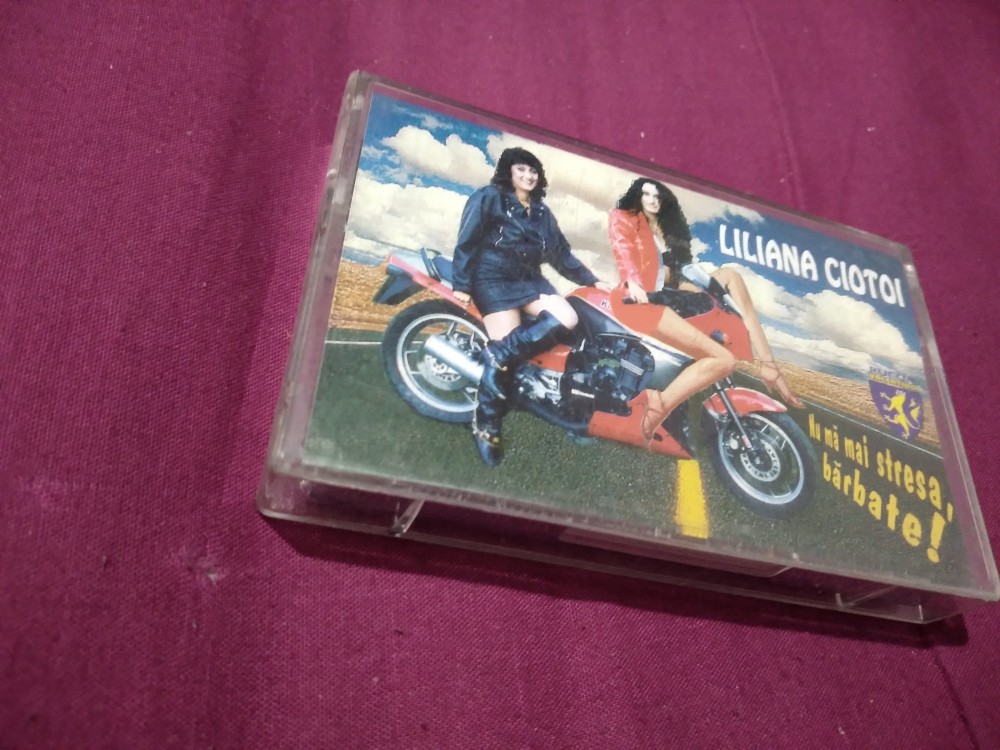 LILIANA CIOTOI
Nu mă mai stresa,
bărbate!